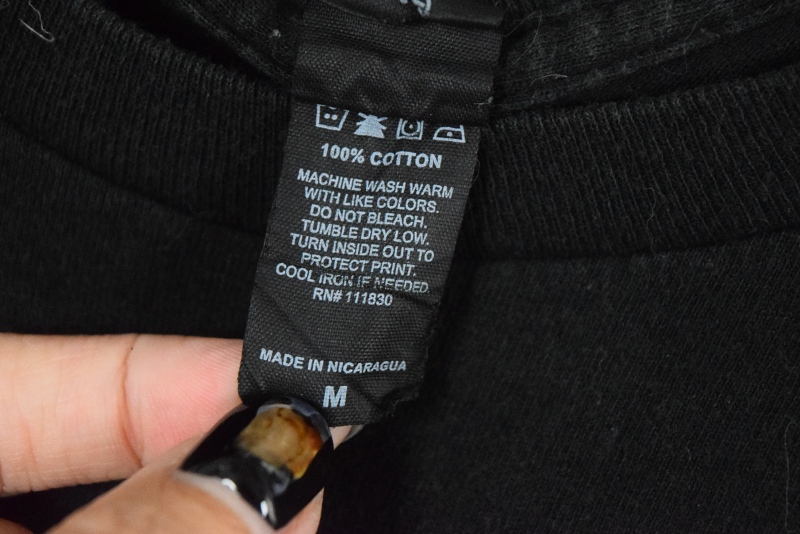 100% COTTON
MACHINE WASH WARM
WITH LIKE COLORS.
DO NOT BLEACH.
TUMBLE DRY LOW.
TURN INSIDE OUT TO
PROTECT PRINT.
COOL IRON IF NEEDED.
RN# 111830
MADE IN NICARAGUA
M